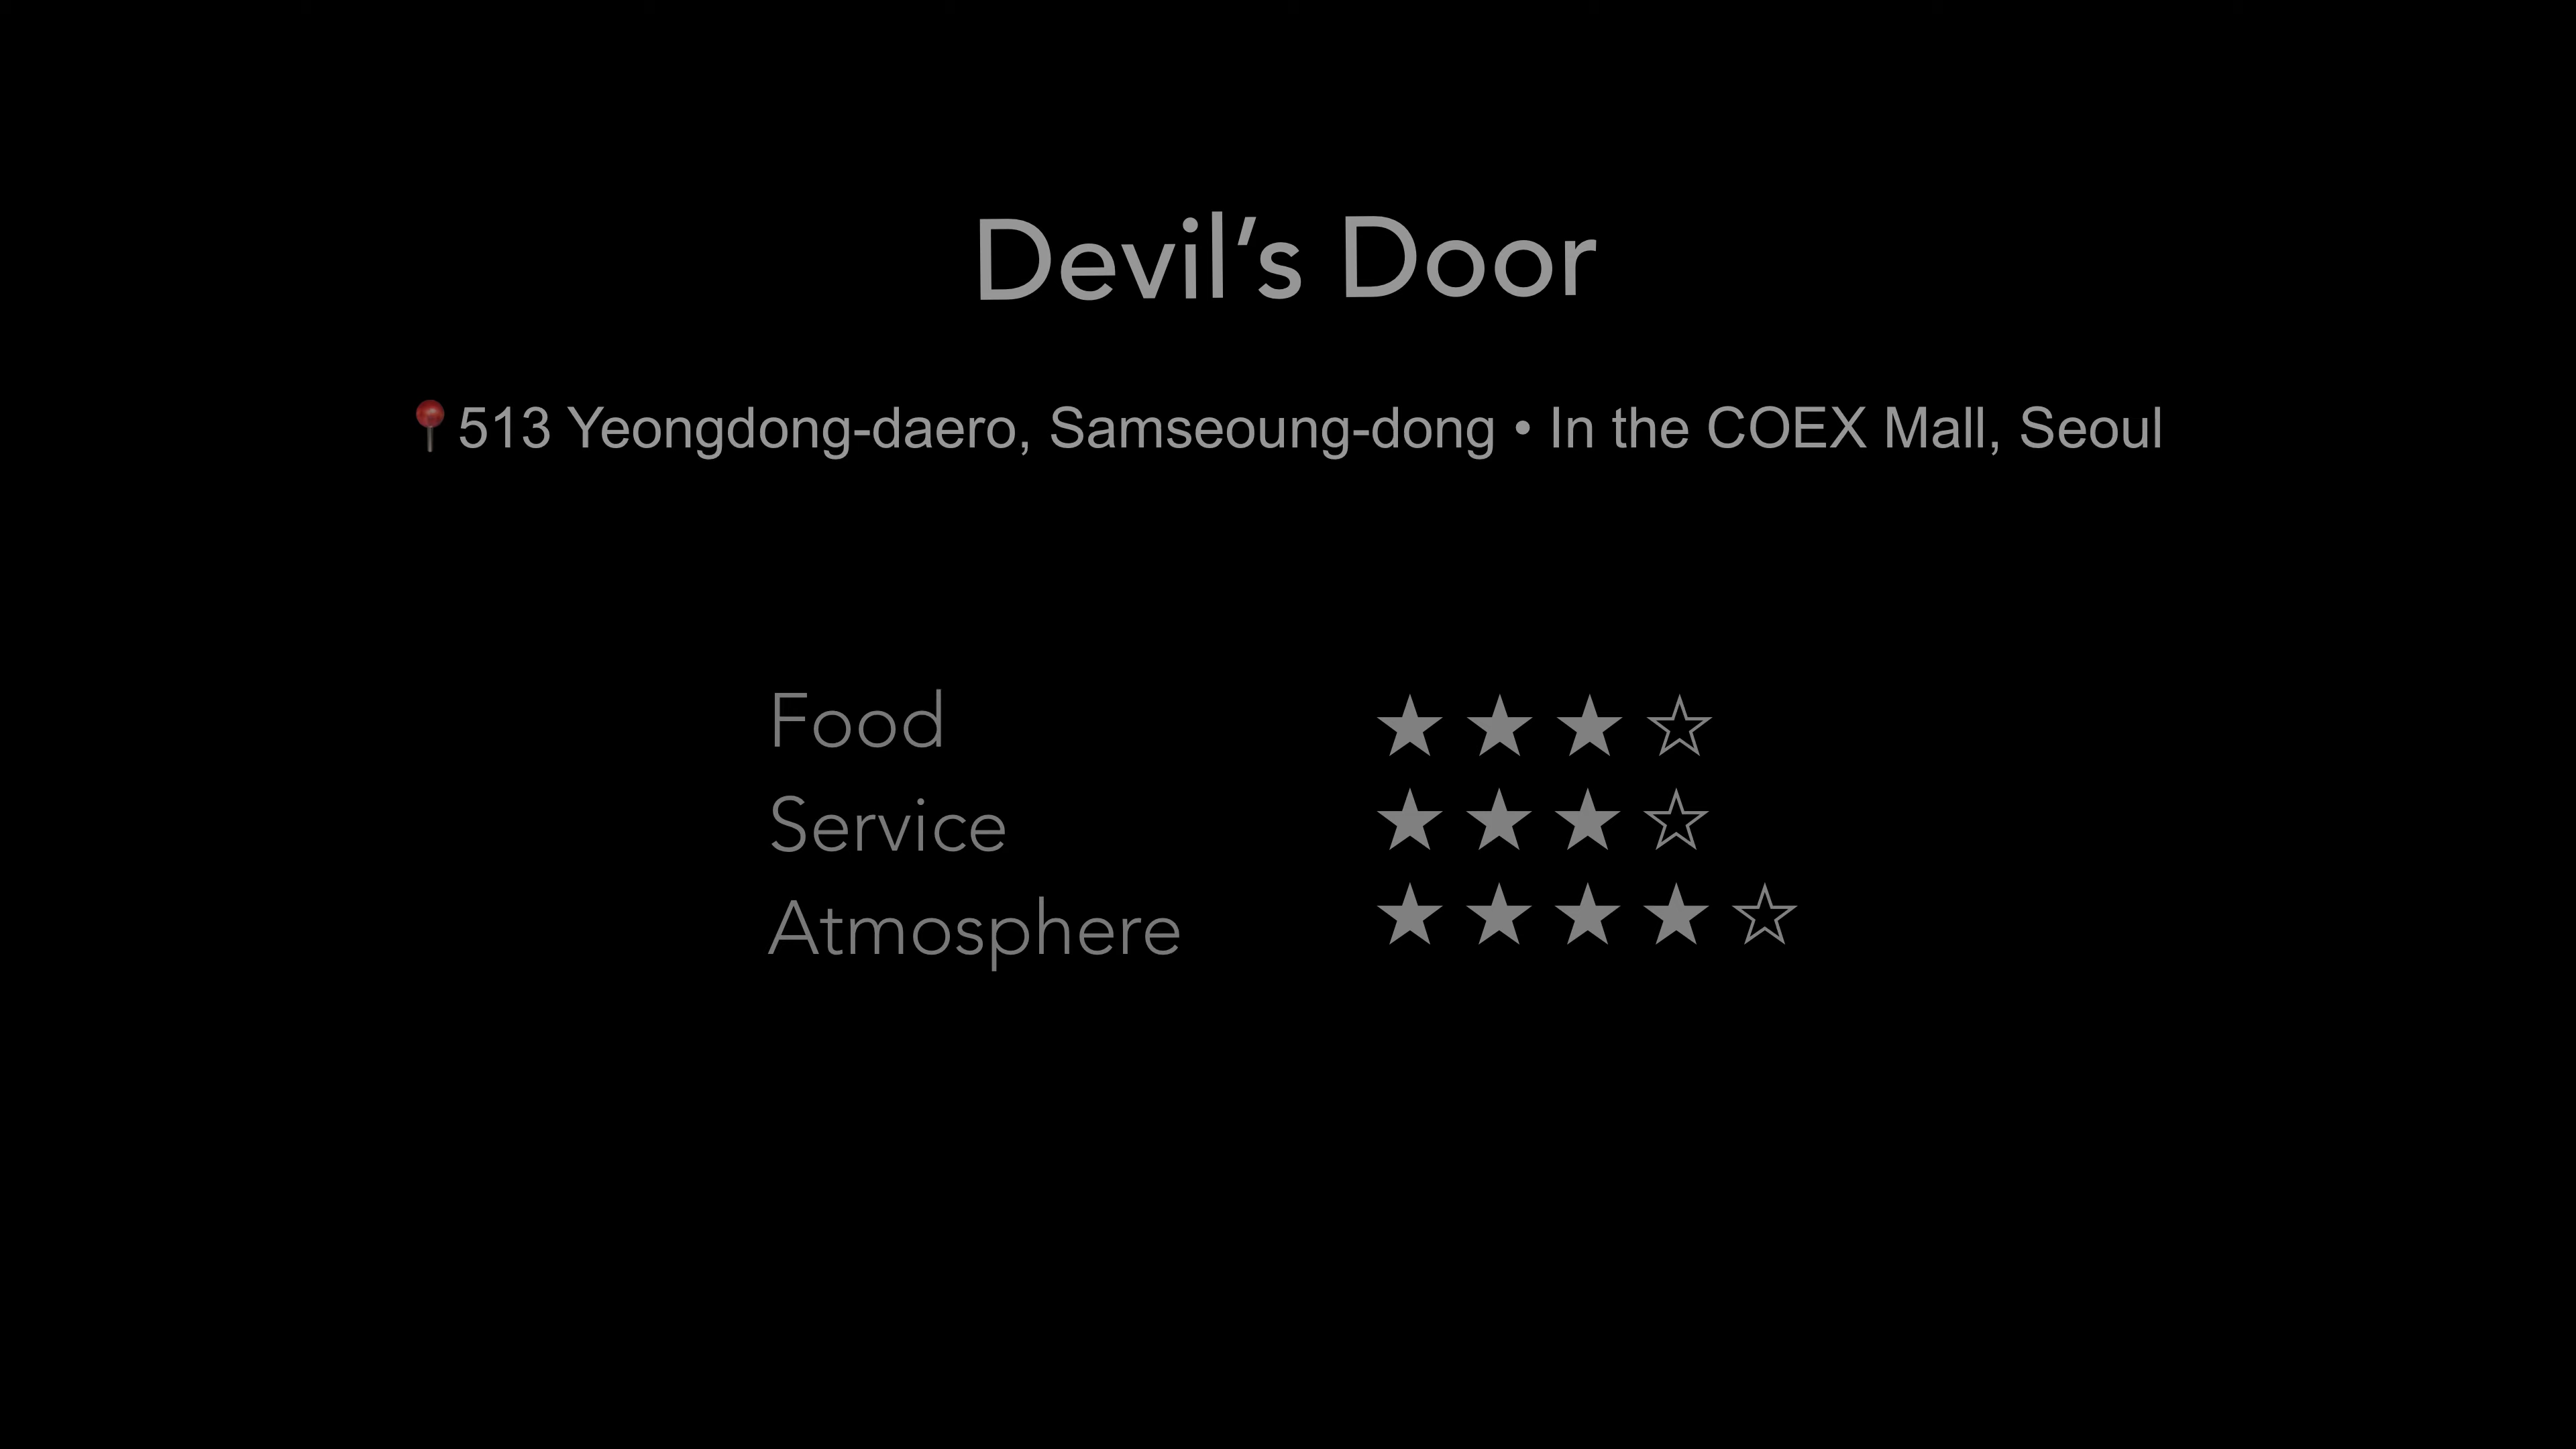 Devil’s Door
📍513 Yeongdong-daero, Samseoung-dong • In the COEX Mall, Seoul
Food ★ ★ ★ ☆
Service ★ ★ ★ ☆
Atmosphere ★ ★ ★ ★ ☆